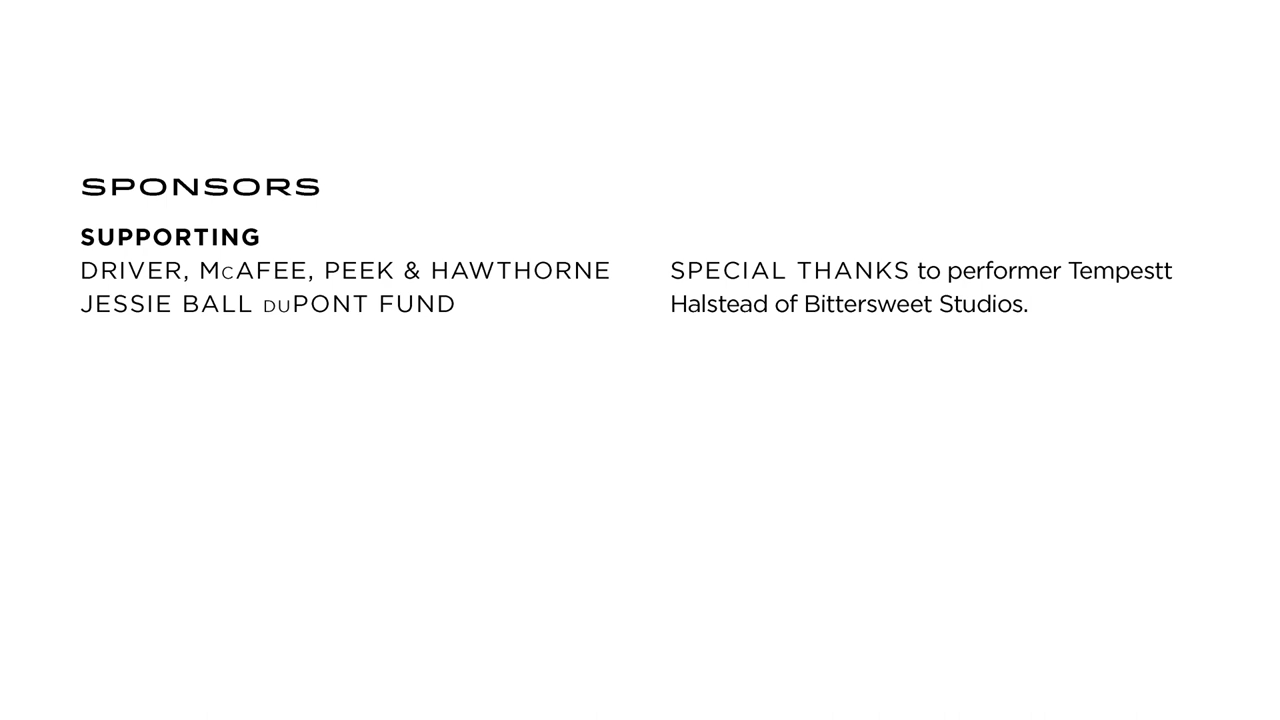 SPONSORS
SUPPORTING
DRIVER, McAFEE, PEEK & HAWTHORNE
JESSIE BALL duPONT FUND
SPECIAL THANKS to performer Tempestt
Halstead of Bittersweet Studios.